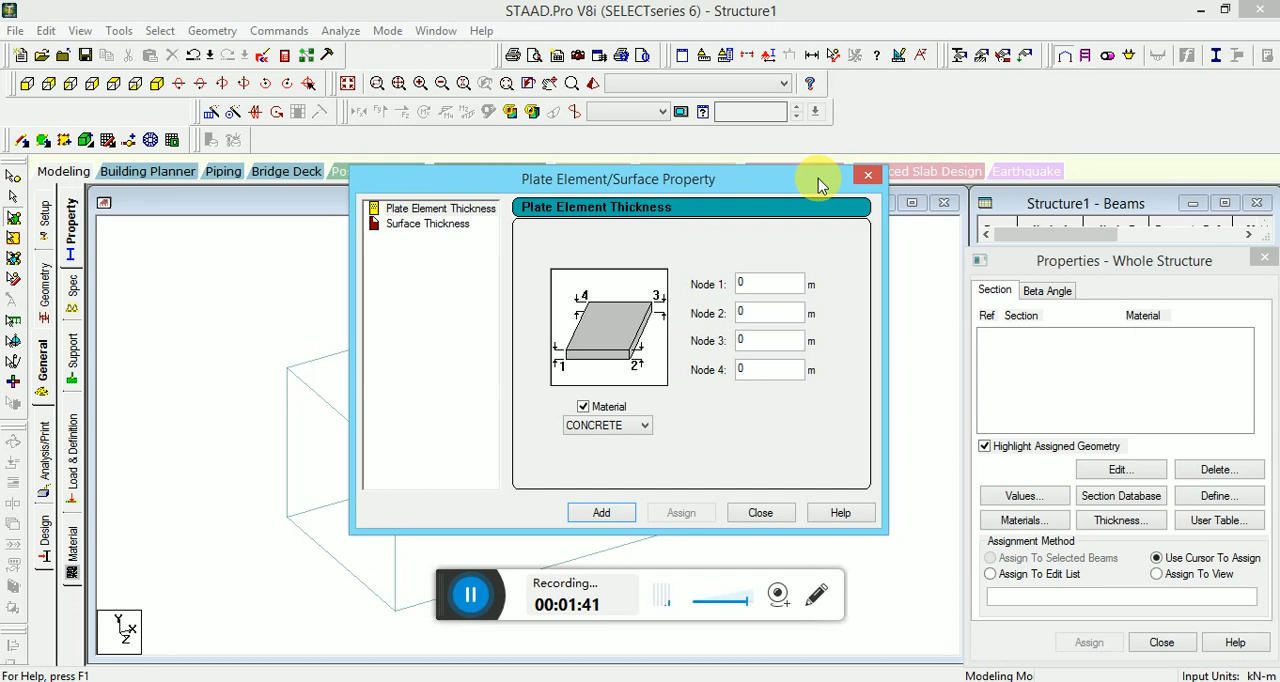 STAAD.Pro V8i (SELECTseries 6) - Structure1
File Edit View Tools Select Geometry Commands Analyze Mode Window Help
Modeling Building Planner Piping Bridge Deck ced Slab Design Earthquake
Setup
Geometry
General
Analysis/Print
Design
Property
Spec
Support
Load & Definition
Material
Plate Element/Surface Property
Plate Element Thickness
Surface Thickness
Plate Element Thickness
4 3
1 2
Node 1: 0 m
Node 2: 0 m
Node 3: 0 m
Node 4: 0 m
Material
CONCRETE
Add Assign Close Help
Recording...
00:01:41
Y
X
Z
Structure1 - Beams
Properties - Whole Structure
Section Beta Angle
Ref Section Material
Highlight Assigned Geometry
Edit... Delete...
Values... Section Database Define...
Materials... Thickness... User Table...
Assignment Method
Assign To Selected Beams Use Cursor To Assign
Assign To Edit List Assign To View
Assign Close Help
For Help, press F1 Modeling Mo Input Units: kN-m